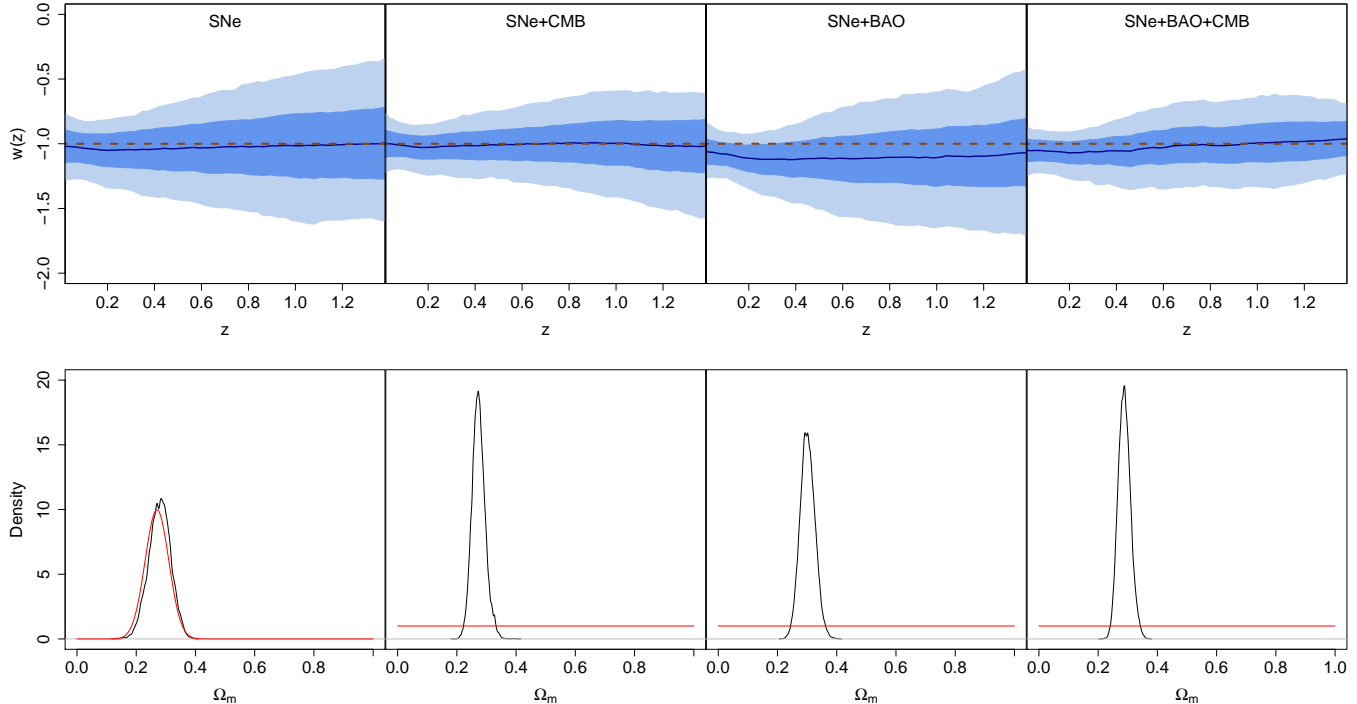 SNe SNe+CMB SNe+BAO SNe+BAO+CMB
w(z)
0.0
−0.5
−1.0
−1.5
−2.0
0.2 0.4 0.6 0.8 1.0 1.2 0.2 0.4 0.6 0.8 1.0 1.2 0.2 0.4 0.6 0.8 1.0 1.2 0.2 0.4 0.6 0.8 1.0 1.2
z z z z
Density
20
15
10
5
0
0.0 0.2 0.4 0.6 0.8 0.0 0.2 0.4 0.6 0.8 0.0 0.2 0.4 0.6 0.8 0.0 0.2 0.4 0.6 0.8 1.0
Ωm Ωm Ωm Ωm